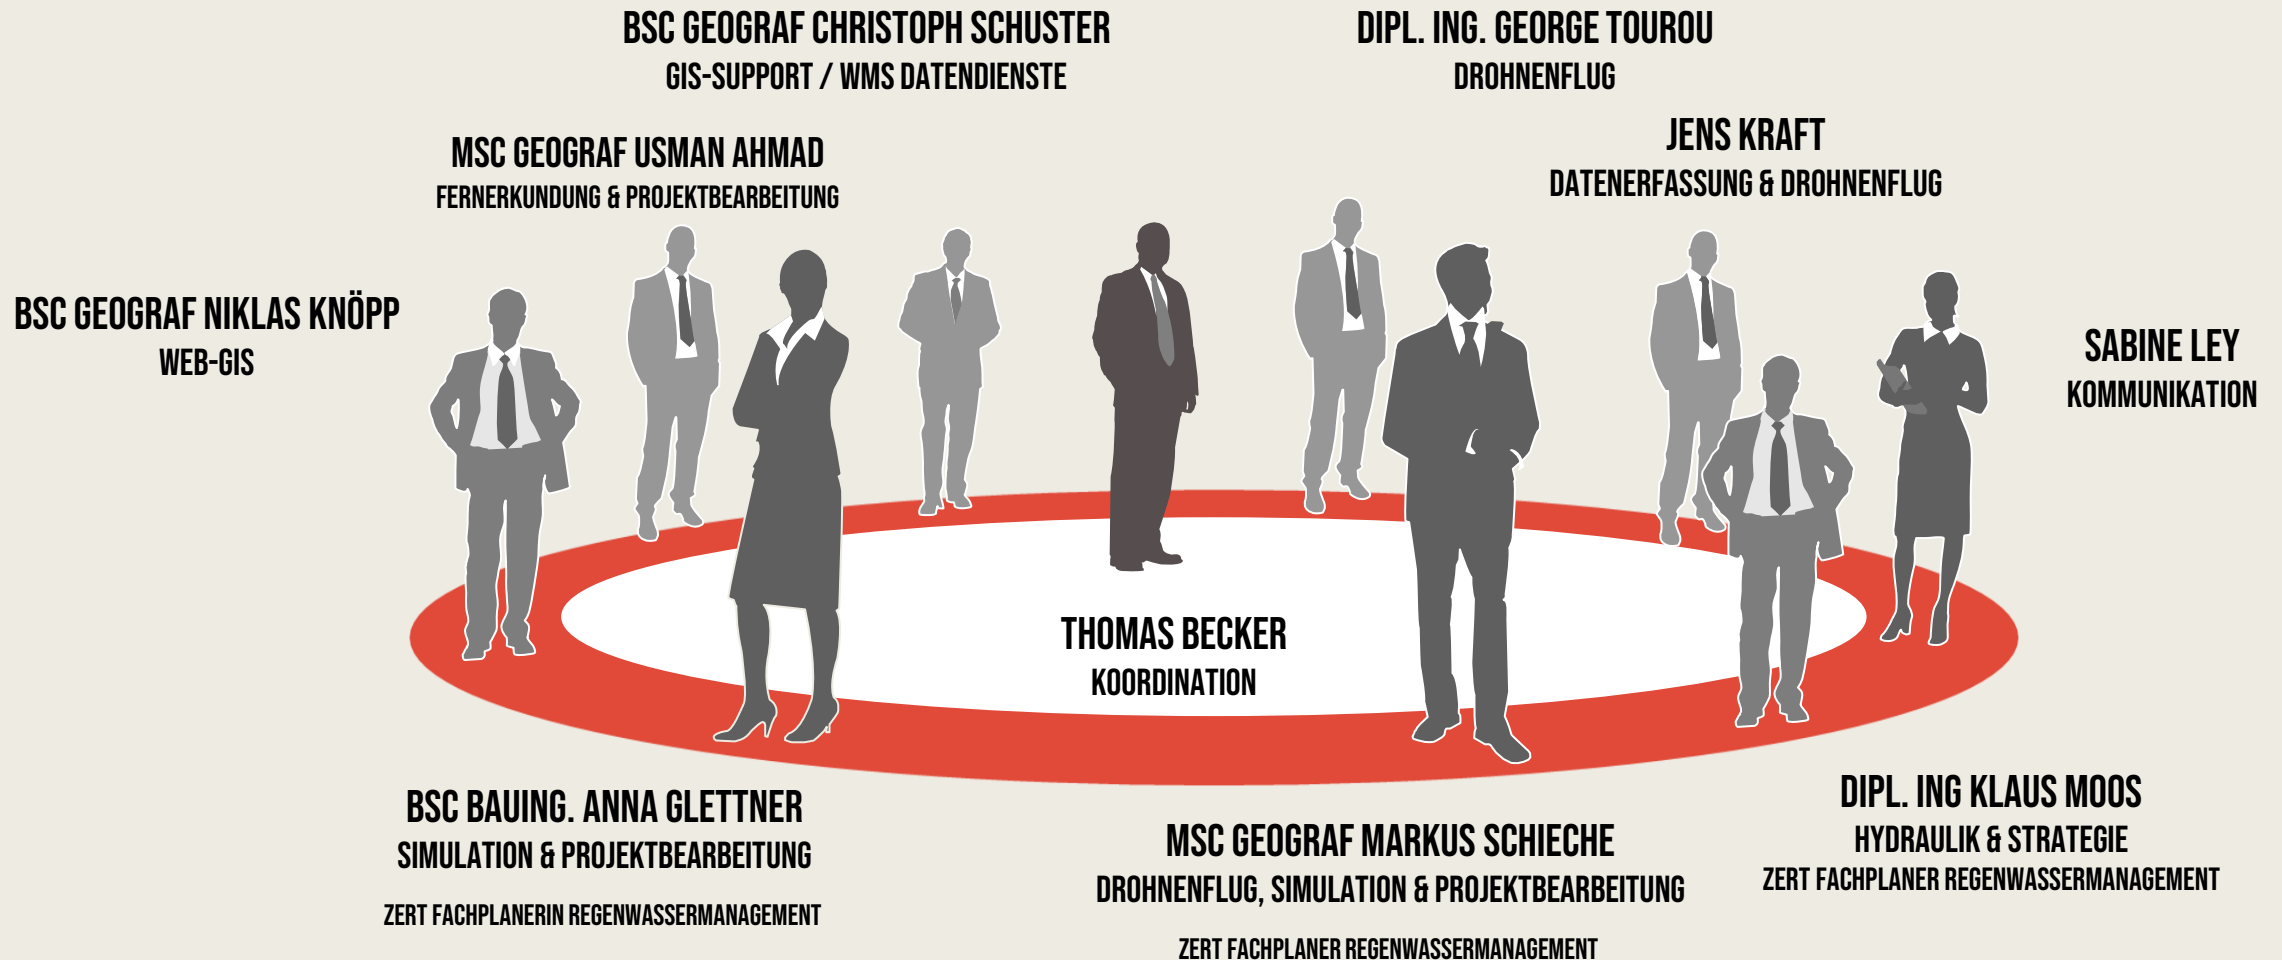 BSC GEOGRAF CHRISTOPH SCHUSTER
GIS-SUPPORT / WMS DATENDIENSTE
DIPL. ING. GEORGE TOUROU
DROHNENFLUG
JENS KRAFT
DATENERFASSUNG & DROHNENFLUG
MSC GEOGRAF USMAN AHMAD
FERNERKUNDUNG & PROJEKTBEARBEITUNG
BSC GEOGRAF NIKLAS KNÖPP
WEB-GIS
SABINE LEY
KOMMUNIKATION
THOMAS BECKER
KOORDINATION
BSC BAUING. ANNA GLETTNER
SIMULATION & PROJEKTBEARBEITUNG
ZERT FACHPLANERIN REGENWASSERMANAGEMENT
MSC GEOGRAF MARKUS SCHIECHE
DROHNENFLUG, SIMULATION & PROJEKTBEARBEITUNG
ZERT FACHPLANER REGENWASSERMANAGEMENT
DIPL. ING KLAUS MOOS
HYDRAULIK & STRATEGIE
ZERT FACHPLANER REGENWASSERMANAGEMENT